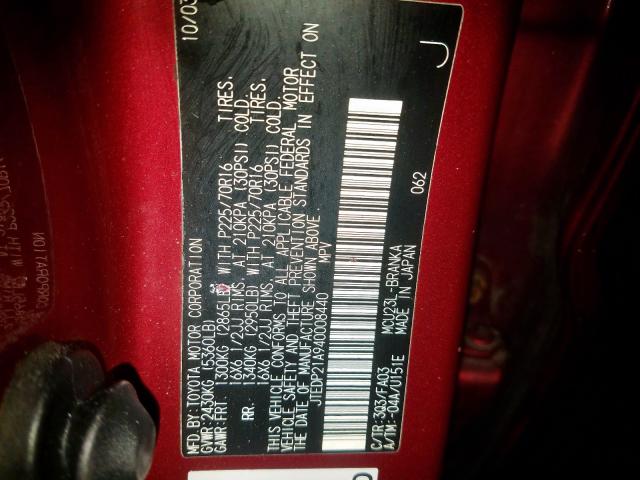 MFD.BY:TOYOTA MOTOR CORPORATION 10/03
GVWR:2430KG (5360LB)
GAWR:FRT 1300KG (2865LB) WITH P225/70R16 TIRES,
16X6 1/2JJ RIMS, AT 210KPA (30PSI) COLD.
RR. 1340KG (2950LB) WITH P225/70R16 TIRES,
16X6 1/2JJ RIMS, AT 210KPA (30PSI) COLD.
THIS VEHICLE CONFORMS TO ALL APPLICABLE FEDERAL MOTOR
VEHICLE SAFETY AND THEFT PREVENTION STANDARDS IN EFFECT ON
THE DATE OF MANUFACTURE SHOWN ABOVE.
JTEDP21A940008440 MPV
J
062
C/TR:3Q3/FA03 MCU23L-BRANKA
A/TM:-04A/U151E MADE IN JAPAN